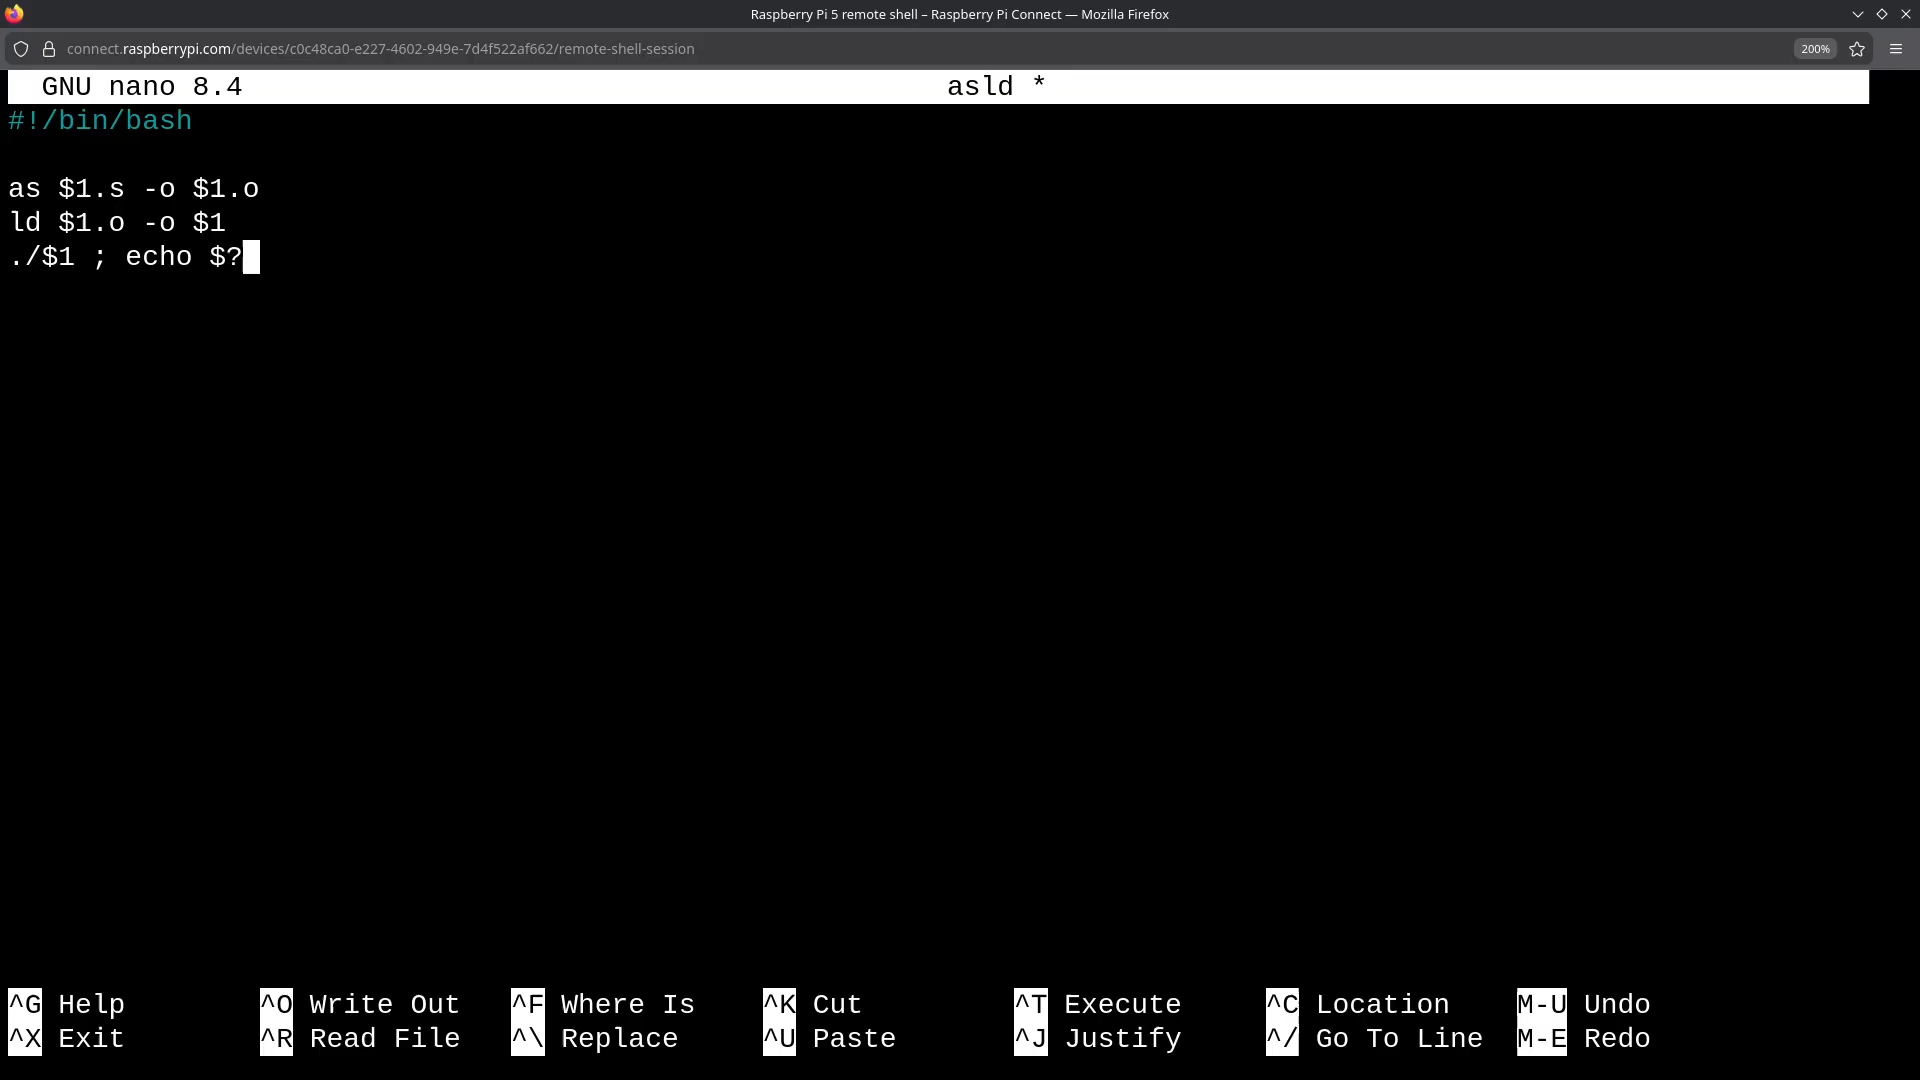 Raspberry Pi 5 remote shell – Raspberry Pi Connect — Mozilla Firefox
connect.raspberrypi.com/devices/c0c48ca0-e227-4602-949e-7d4f522af662/remote-shell-session 200%
GNU nano 8.4 asld *
#!/bin/bash

as $1.s -o $1.o
ld $1.o -o $1
./$1 ; echo $?
^G Help ^O Write Out ^F Where Is ^K Cut ^T Execute ^C Location M-U Undo
^X Exit ^R Read File ^\ Replace ^U Paste ^J Justify ^/ Go To Line M-E Redo